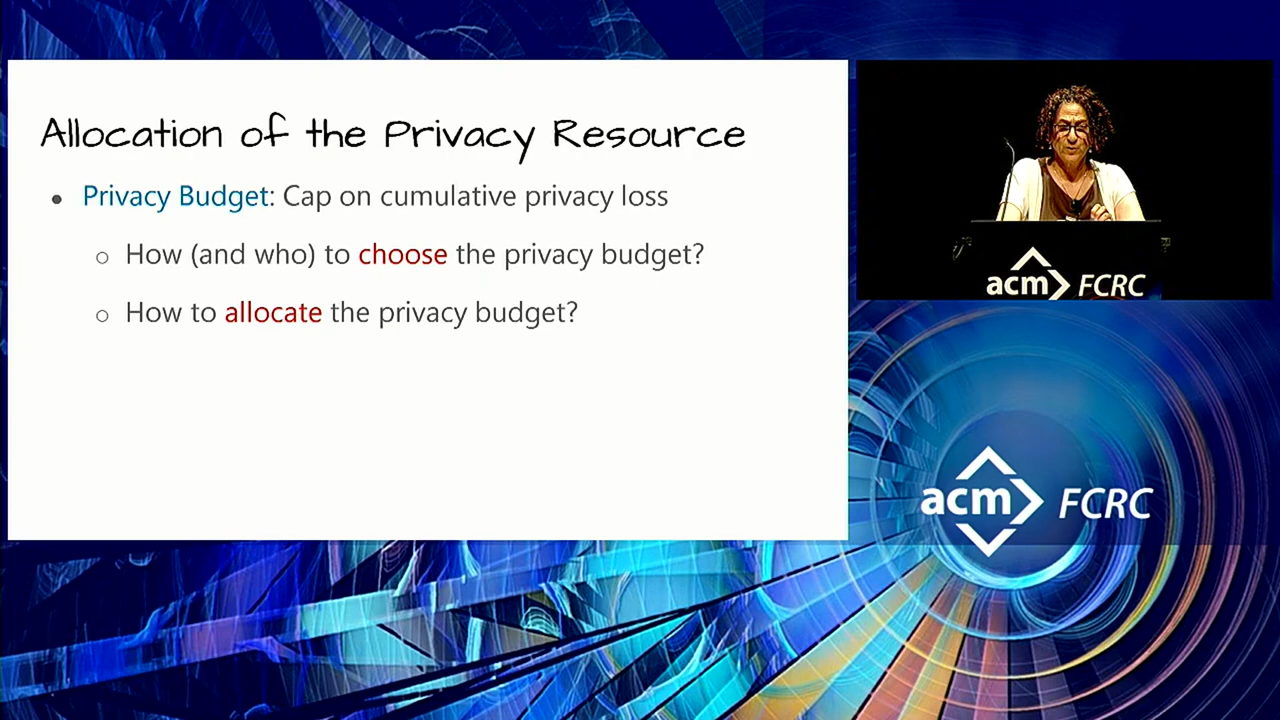 Allocation of the Privacy Resource
• Privacy Budget: Cap on cumulative privacy loss
○ How (and who) to choose the privacy budget?
○ How to allocate the privacy budget?
acm FCRC
acm FCRC